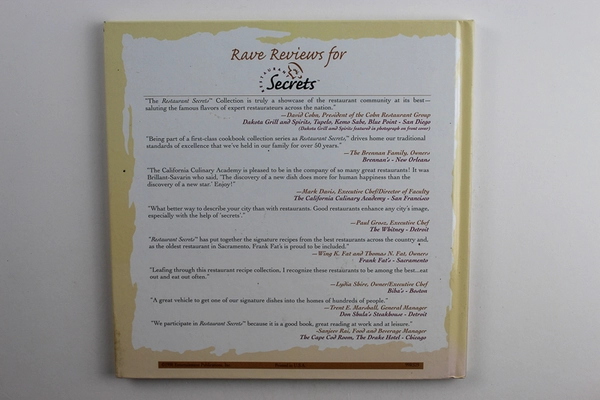 Rave Reviews for
RESTAURANT
Secrets™
"The Restaurant Secrets™ Collection is truly a showcase of the restaurant community at its best—
saluting the famous flavors of expert restaurateurs across the nation."
—David Cohn, President of the Cohn Restaurant Group
Dakota Grill and Spirits, Tupelo, Kemo Sabe, Blue Point - San Diego
(Dakota Grill and Spirits featured in photograph on front cover)
"Being part of a first-class cookbook collection series as Restaurant Secrets™, drives home our traditional
standards of excellence that we've held in our family for over 50 years."
—The Brennan Family, Owners
Brennan's - New Orleans
"The California Culinary Academy is pleased to be in the company of so many great restaurants! It was
Brillant-Savarin who said, 'The discovery of a new dish does more for human happiness than the
discovery of a new star.' Enjoy!"
—Mark Davis, Executive Chef/Director of Faculty
The California Culinary Academy - San Francisco
"What better way to describe your city than with restaurants. Good restaurants enhance any city's image,
especially with the help of 'secrets'."
—Paul Grosz, Executive Chef
The Whitney - Detroit
"Restaurant Secrets™ has put together the signature recipes from the best restaurants across the country and,
as the oldest restaurant in Sacramento, Frank Fat's is proud to be included."
—Wing K. Fat and Thomas N. Fat, Owners
Frank Fat's - Sacramento
"Leafing through this restaurant recipe collection, I recognize these restaurants to be among the best...eat
out and eat out often."
—Lydia Shire, Owner/Executive Chef
Biba's - Boston
"A great vehicle to get one of our signature dishes into the homes of hundreds of people."
—Trent E. Marshall, General Manager
Don Shula's Steakhouse - Detroit
"We participate in Restaurant Secrets™ because it is a good book, great reading at work and at leisure."
-Sanjeev Rai, Food and Beverage Manager
The Cape Cod Room, The Drake Hotel - Chicago